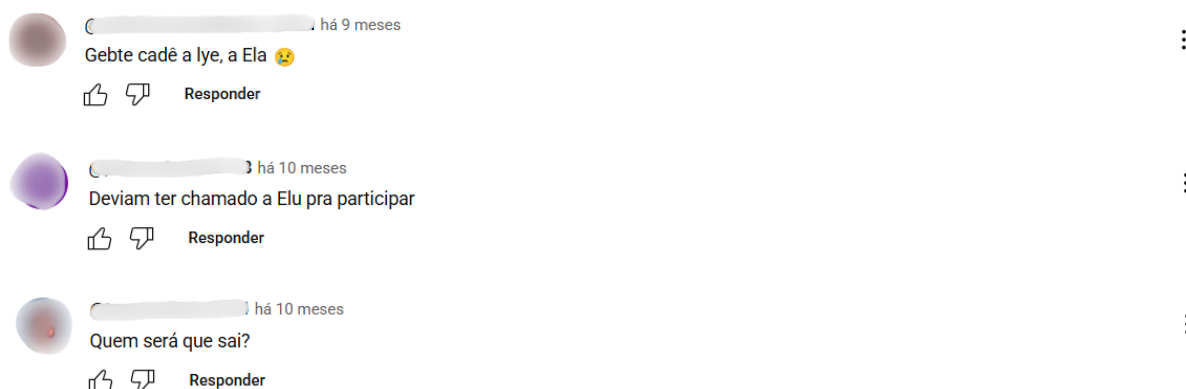 há 9 meses
Gebte cadê a lye, a Ela 😢
Responder
há 10 meses
Deviam ter chamado a Elu pra participar
Responder
há 10 meses
Quem será que sai?
Responder